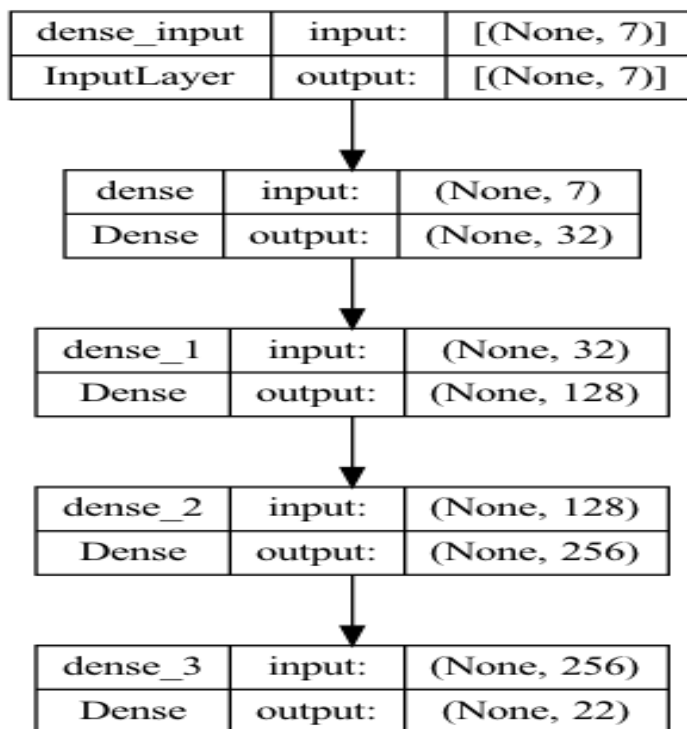 dense_input input: [(None, 7)]
InputLayer output: [(None, 7)]
dense input: (None, 7)
Dense output: (None, 32)
dense_1 input: (None, 32)
Dense output: (None, 128)
dense_2 input: (None, 128)
Dense output: (None, 256)
dense_3 input: (None, 256)
Dense output: (None, 22)